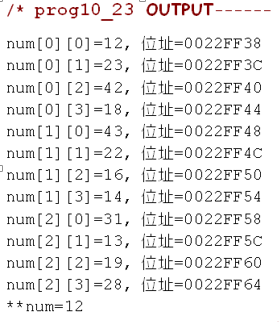 /* prog10_23 OUTPUT------
num[0][0]=12, 位址=0022FF38
num[0][1]=23, 位址=0022FF3C
num[0][2]=42, 位址=0022FF40
num[0][3]=18, 位址=0022FF44
num[1][0]=43, 位址=0022FF48
num[1][1]=22, 位址=0022FF4C
num[1][2]=16, 位址=0022FF50
num[1][3]=14, 位址=0022FF54
num[2][0]=31, 位址=0022FF58
num[2][1]=13, 位址=0022FF5C
num[2][2]=19, 位址=0022FF60
num[2][3]=28, 位址=0022FF64
**num=12